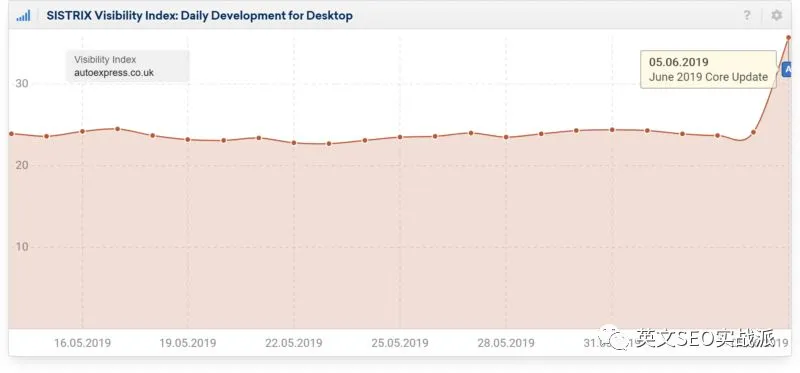 SISTRIX Visibility Index: Daily Development for Desktop
?
Visibility Index
autoexpress.co.uk
05.06.2019
June 2019 Core Update
A
30
20
10
16.05.2019
19.05.2019
22.05.2019
25.05.2019
28.05.2019
英文SEO实战派